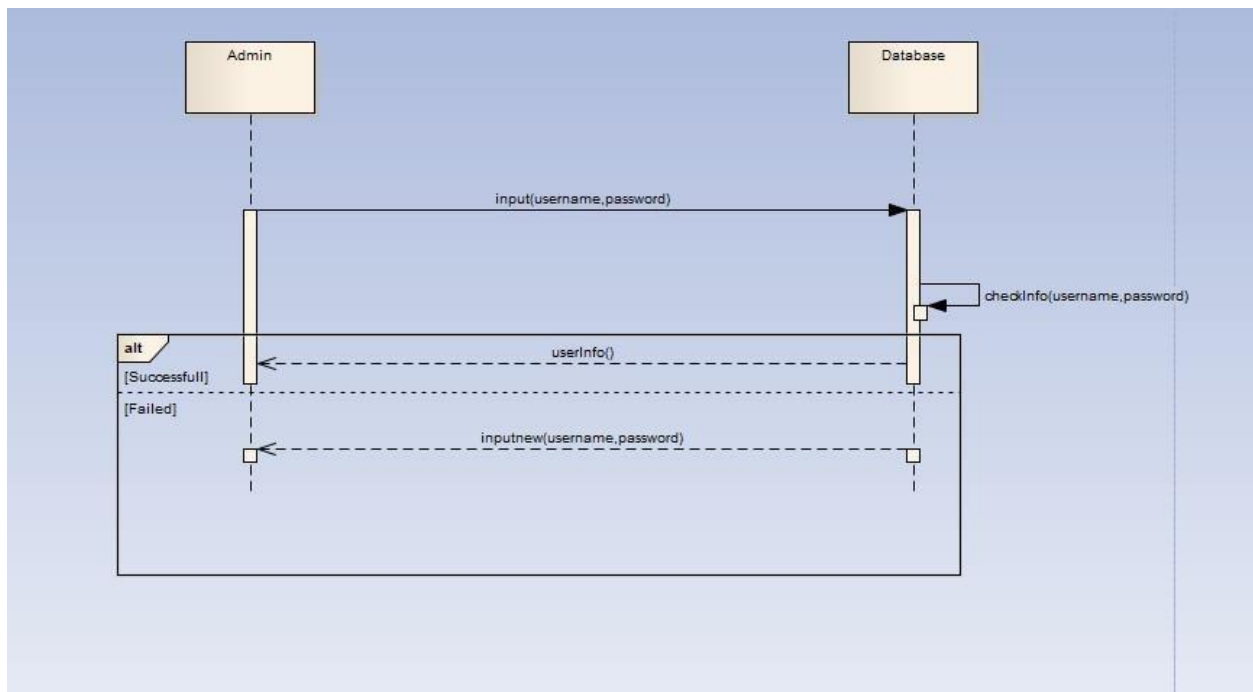 Admin
Database
input(username,password)
checkInfo(username,password)
alt
userInfo()
[Successfull]
[Failed]
inputnew(username,password)